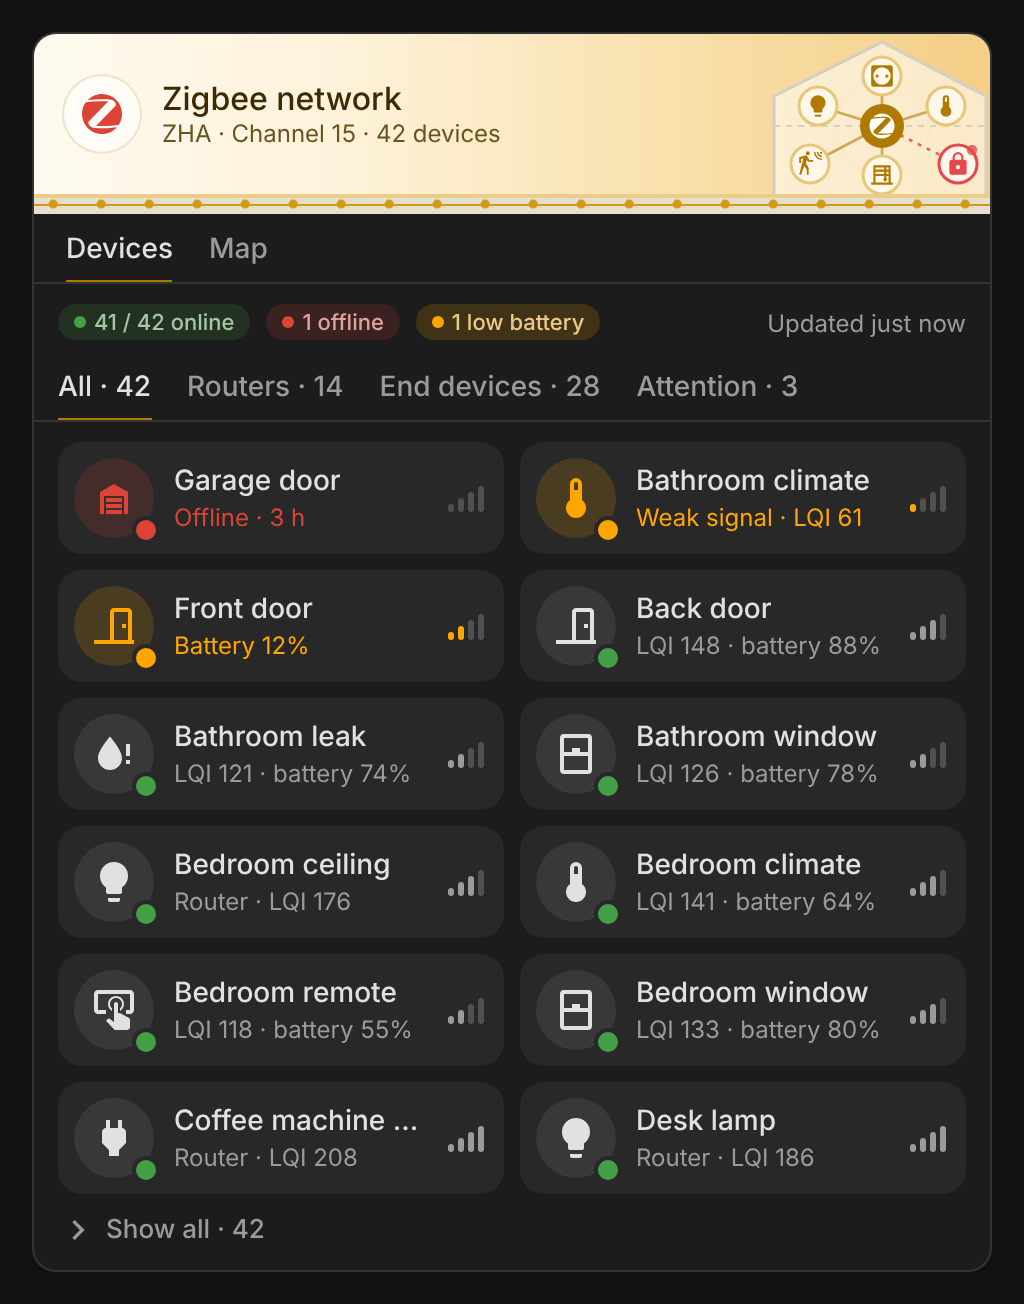 Zigbee network
ZHA · Channel 15 · 42 devices
Devices Map
41 / 42 online 1 offline 1 low battery Updated just now
All · 42 Routers · 14 End devices · 28 Attention · 3
Garage door
Offline · 3 h
Bathroom climate
Weak signal · LQI 61
Front door
Battery 12%
Back door
LQI 148 · battery 88%
Bathroom leak
LQI 121 · battery 74%
Bathroom window
LQI 126 · battery 78%
Bedroom ceiling
Router · LQI 176
Bedroom climate
LQI 141 · battery 64%
Bedroom remote
LQI 118 · battery 55%
Bedroom window
LQI 133 · battery 80%
Coffee machine ...
Router · LQI 208
Desk lamp
Router · LQI 186
Show all · 42